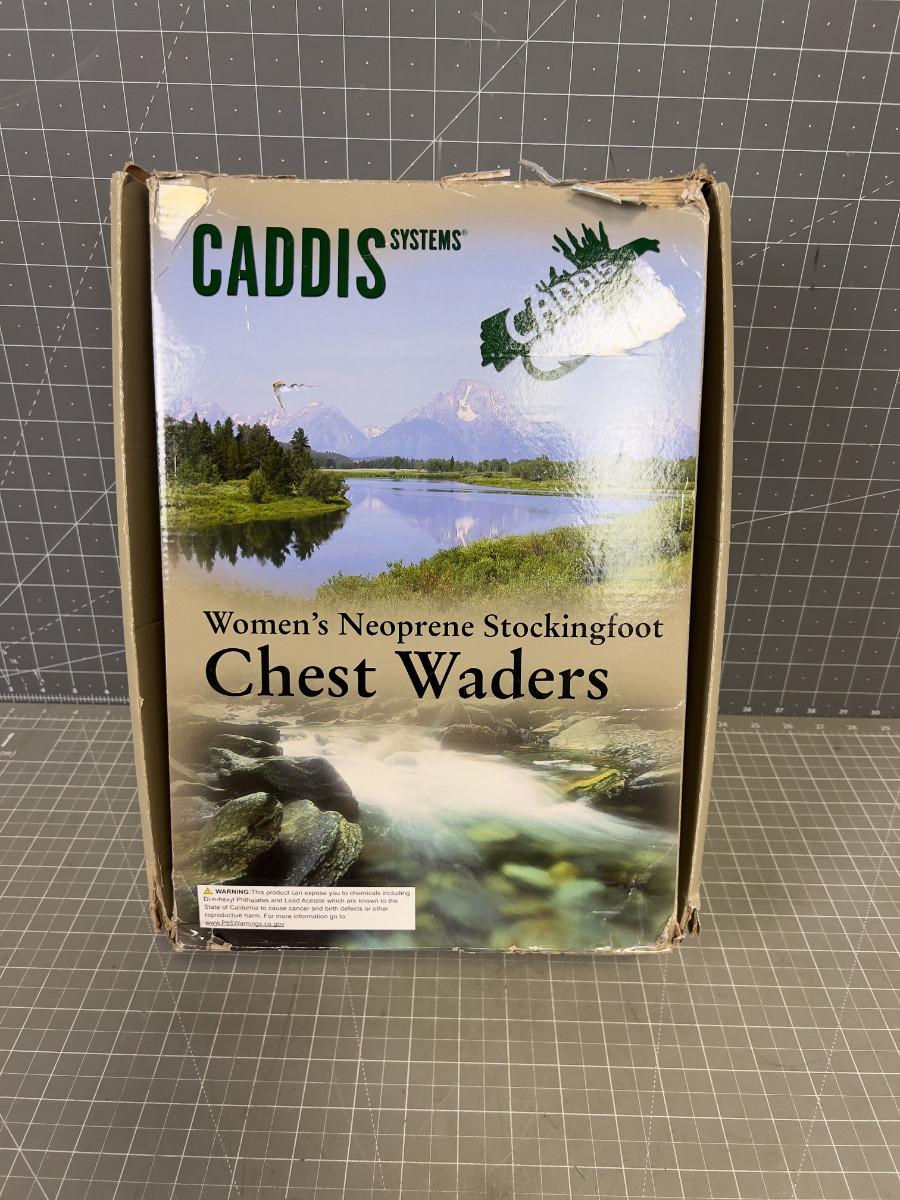 CADDIS SYSTEMS®
CADDIS
Women's Neoprene Stockingfoot
Chest Waders
WARNING:This product can expose you to chemicals including
Di-n-hexyl Phthalates and Lead Acetate which are known to the
State of California to cause cancer and birth defects or other
reproductive harm. For more information go to
www.P65Warnings.ca.gov